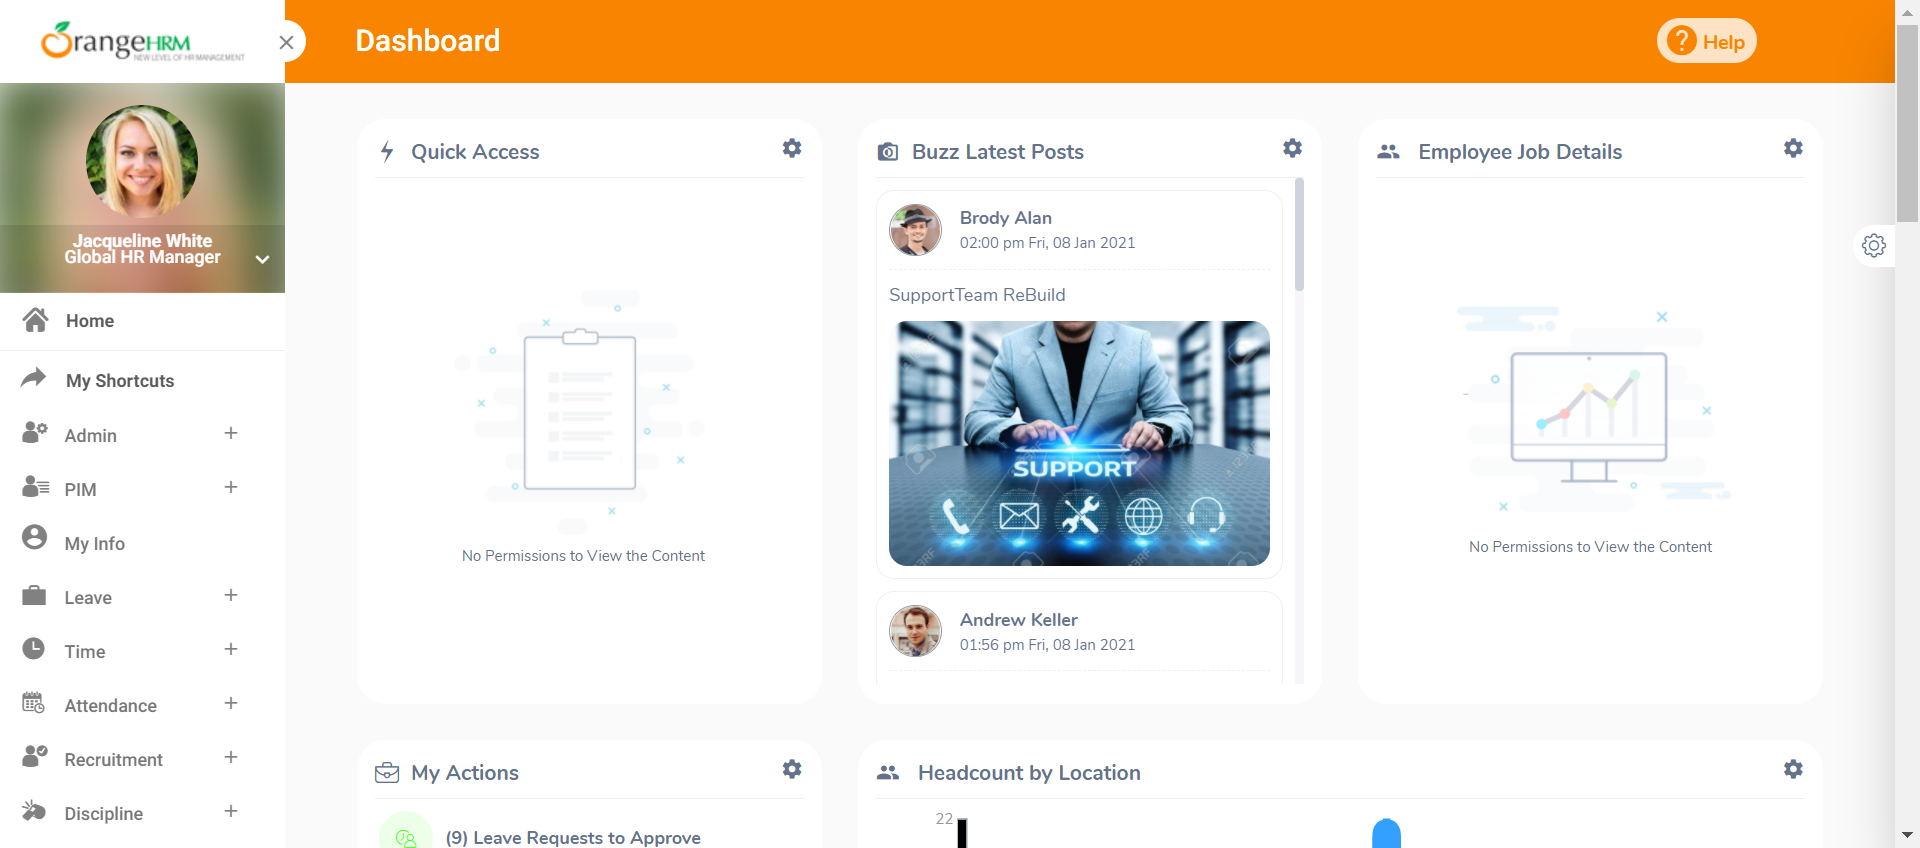 OrangeHRM
NEW LEVEL OF HR MANAGEMENT
Dashboard
? Help
Jacqueline White
Global HR Manager
Home
My Shortcuts
Admin +
PIM +
My Info
Leave +
Time +
Attendance +
Recruitment +
Discipline +
Quick Access
No Permissions to View the Content
Buzz Latest Posts
Brody Alan
02:00 pm Fri, 08 Jan 2021
SupportTeam ReBuild
SUPPORT
Andrew Keller
01:56 pm Fri, 08 Jan 2021
Employee Job Details
No Permissions to View the Content
My Actions
(9) Leave Requests to Approve
Headcount by Location
22